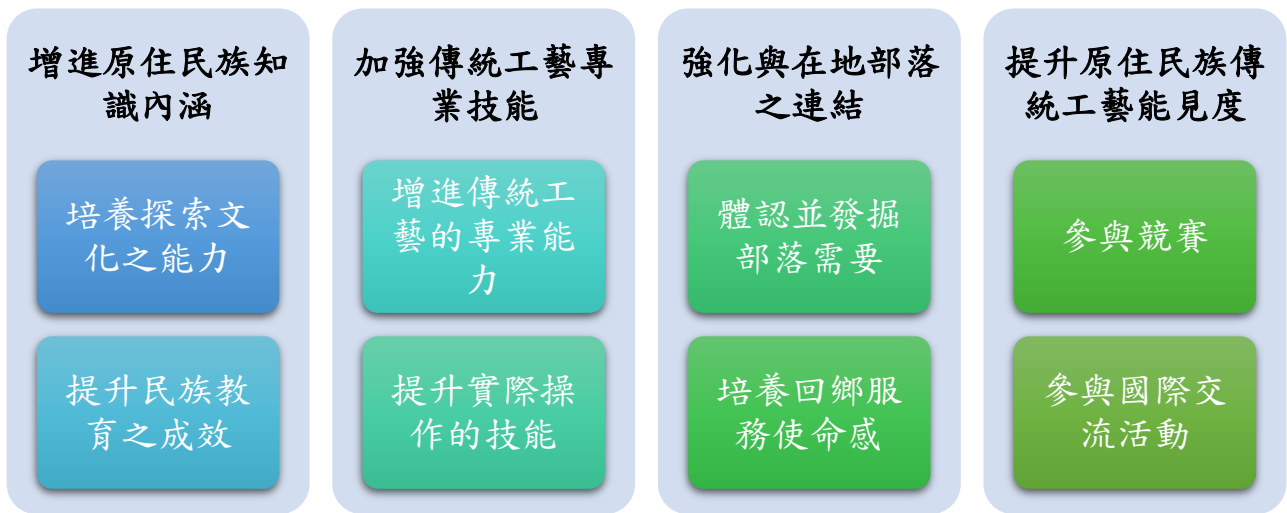 增進原住民族知
識內涵
培養探索文
化之能力
提升民族教
育之成效
加強傳統工藝專
業技能
增進傳統工
藝的專業能
力
提升實際操
作的技能
強化與在地部落
之連結
體認並發掘
部落需要
培養回鄉服
務使命感
提升原住民族傳
統工藝能見度
參與競賽
參與國際交
流活動